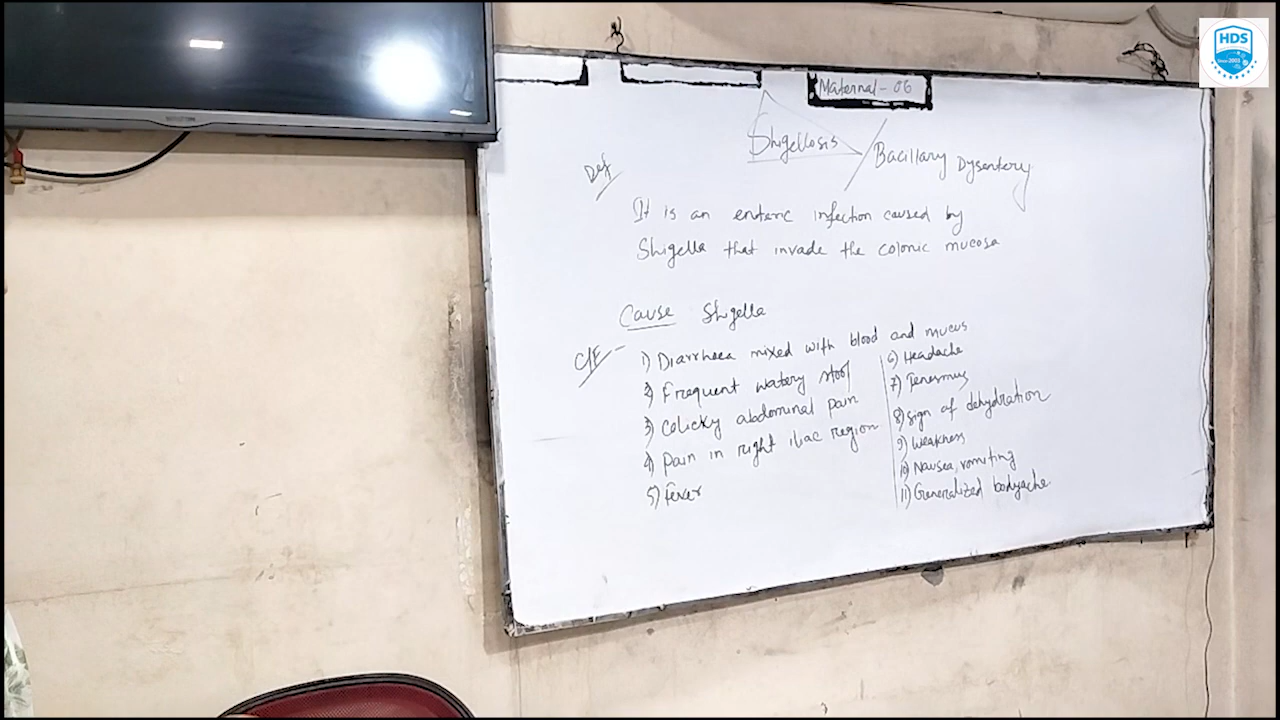 HDS
Since 2003
Maternal - 06
Shigellosis / Bacillary Dysentery
Def
It is an enteric infection caused by
Shigella that invade the colonic mucosa
Cause Shigella
C/F -
1) Diarrhoea mixed with blood and mucus
2) Frequent watery stool
3) Colicky abdominal pain
4) Pain in right iliac region
5) Fever
6) Headache
7) Tenesmus
8) Sign of dehydration
9) Weakness
10) Nausea, vomiting
11) Generalized bodyache